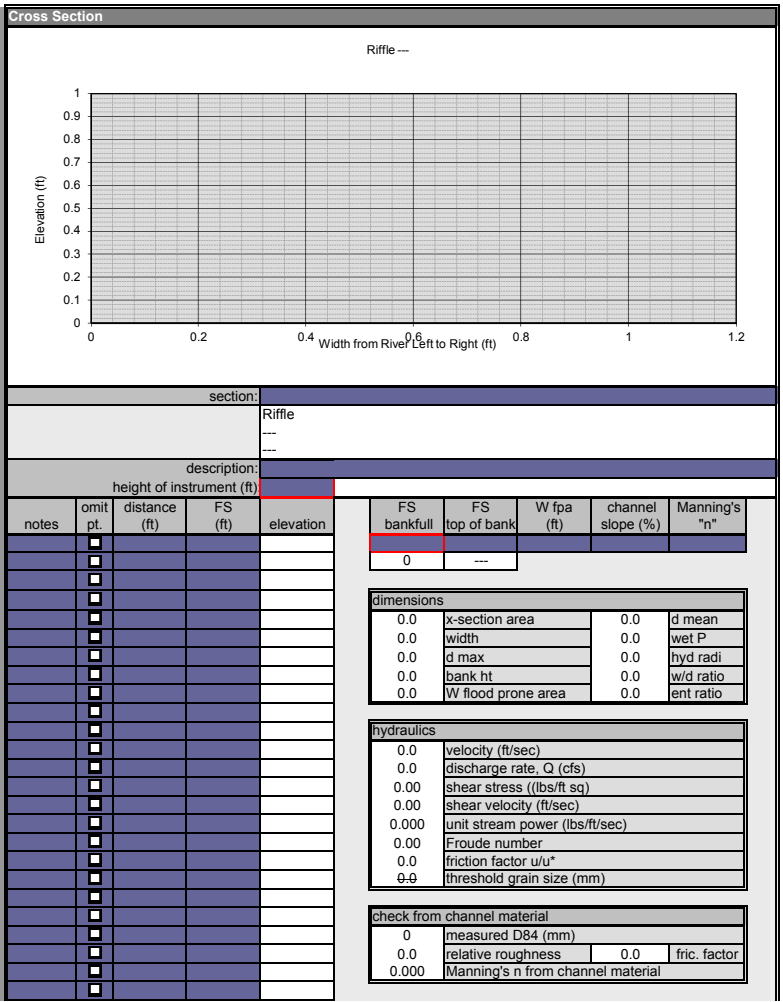 Cross Section
Riffle ---
1
0.9
0.8
0.7
0.6
0.5
0.4
0.3
0.2
0.1
0
Elevation (ft)
0 0.2 0.4 0.6 0.8 1 1.2
Width from River Left to Right (ft)
section:
Riffle
---
---
description:
height of instrument (ft):
notes omit pt. distance (ft) FS (ft) elevation
FS bankfull FS top of bank W fpa (ft) channel slope (%) Manning's "n"
0 ---
dimensions
0.0 x-section area 0.0 d mean
0.0 width 0.0 wet P
0.0 d max 0.0 hyd radi
0.0 bank ht 0.0 w/d ratio
0.0 W flood prone area 0.0 ent ratio
hydraulics
0.0 velocity (ft/sec)
0.0 discharge rate, Q (cfs)
0.00 shear stress ((lbs/ft sq)
0.00 shear velocity (ft/sec)
0.000 unit stream power (lbs/ft/sec)
0.00 Froude number
0.0 friction factor u/u*
0.0 threshold grain size (mm)
check from channel material
0 measured D84 (mm)
0.0 relative roughness 0.0 fric. factor
0.000 Manning's n from channel material